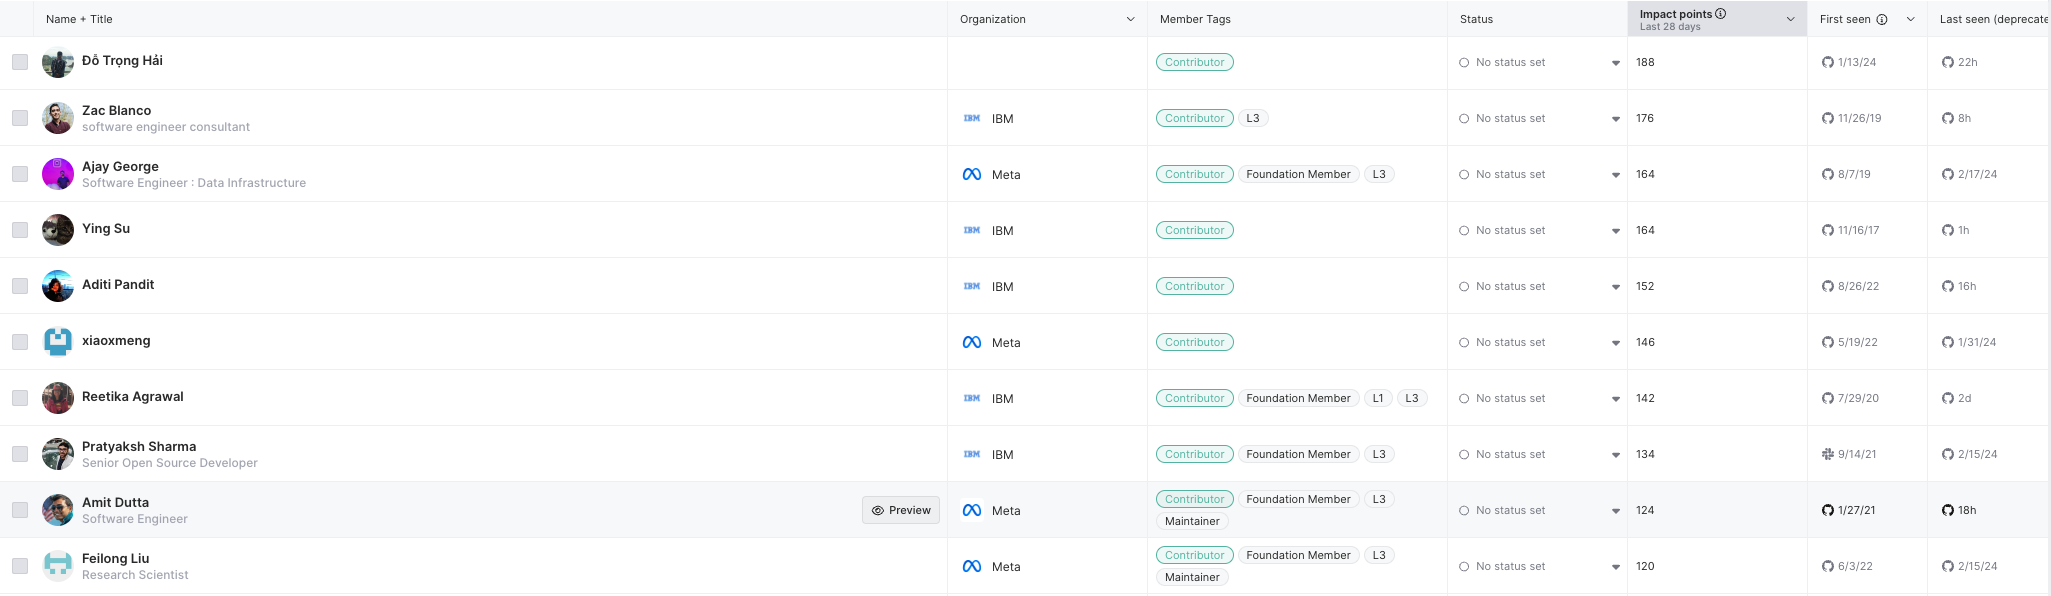 Name + Title Organization Member Tags Status Impact points First seen Last seen (deprecate
Last 28 days
Đỗ Trọng Hải Contributor No status set 188 1/13/24 22h
Zac Blanco IBM IBM Contributor L3 No status set 176 11/26/19 8h
software engineer consultant
Ajay George Meta Contributor Foundation Member L3 No status set 164 8/7/19 2/17/24
Software Engineer : Data Infrastructure
Ying Su IBM IBM Contributor No status set 164 11/16/17 1h
Aditi Pandit IBM IBM Contributor No status set 152 8/26/22 16h
xiaoxmeng Meta Contributor No status set 146 5/19/22 1/31/24
Reetika Agrawal IBM IBM Contributor Foundation Member L1 L3 No status set 142 7/29/20 2d
Pratyaksh Sharma IBM IBM Contributor Foundation Member L3 No status set 134 9/14/21 2/15/24
Senior Open Source Developer
Amit Dutta Preview Meta Contributor Foundation Member L3 No status set 124 1/27/21 18h
Software Engineer Maintainer
Feilong Liu Meta Contributor Foundation Member L3 No status set 120 6/3/22 2/15/24
Research Scientist Maintainer